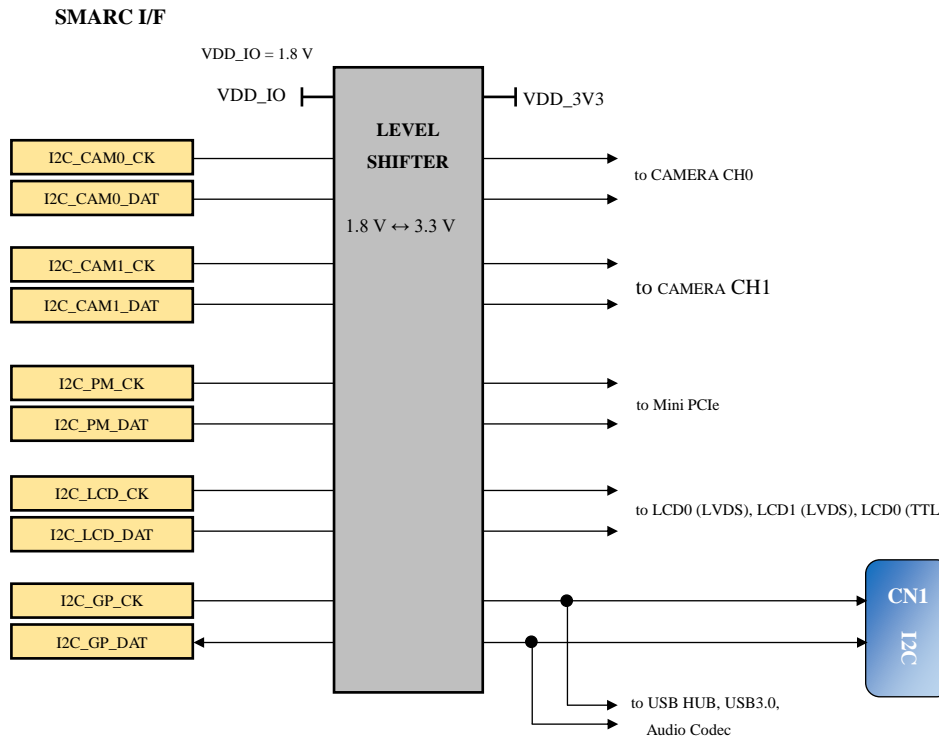 SMARC I/F
VDD_IO = 1.8 V
VDD_IO
VDD_3V3
LEVEL
SHIFTER
1.8 V ↔ 3.3 V
I2C_CAM0_CK
I2C_CAM0_DAT
to CAMERA CH0
I2C_CAM1_CK
I2C_CAM1_DAT
to CAMERA CH1
I2C_PM_CK
I2C_PM_DAT
to Mini PCIe
I2C_LCD_CK
I2C_LCD_DAT
to LCD0 (LVDS), LCD1 (LVDS), LCD0 (TTL
I2C_GP_CK
I2C_GP_DAT
CN1
I2C
to USB HUB, USB3.0,
Audio Codec